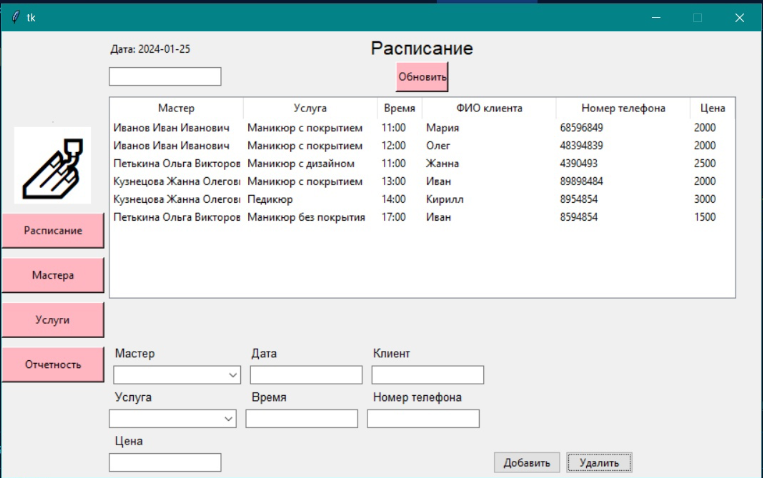 tk
Дата: 2024-01-25
Расписание
Обновить
Мастер Услуга Время ФИО клиента Номер телефона Цена
Иванов Иван Иванович Маникюр с покрытием 11:00 Мария 68596849 2000
Иванов Иван Иванович Маникюр с покрытием 12:00 Олег 48394839 2000
Петькина Ольга Викторов Маникюр с дизайном 11:00 Жанна 4390493 2500
Кузнецова Жанна Олегов Маникюр с покрытием 13:00 Иван 89898484 2000
Кузнецова Жанна Олегов Педикюр 14:00 Кирилл 8954854 3000
Петькина Ольга Викторов Маникюр без покрытия 17:00 Иван 8594854 1500
Расписание
Мастера
Услуги
Отчетность
Мастер Дата Клиент
Услуга Время Номер телефона
Цена
Добавить Удалить